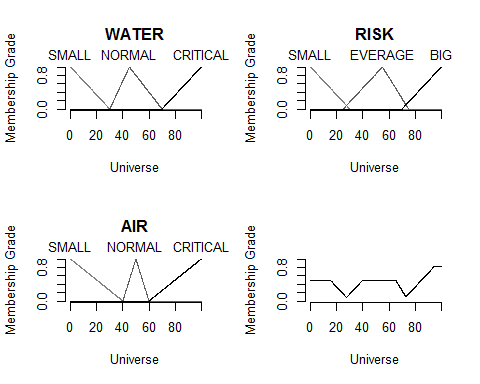 WATER
SMALL NORMAL CRITICAL
Membership Grade
0.0 0.8
0 20 40 60 80
Universe
RISK
SMALL EVERAGE BIG
Membership Grade
0.0 0.8
0 20 40 60 80
Universe
AIR
SMALL NORMAL CRITICAL
Membership Grade
0.0 0.8
0 20 40 60 80
Universe
Membership Grade
0.0 0.8
0 20 40 60 80
Universe